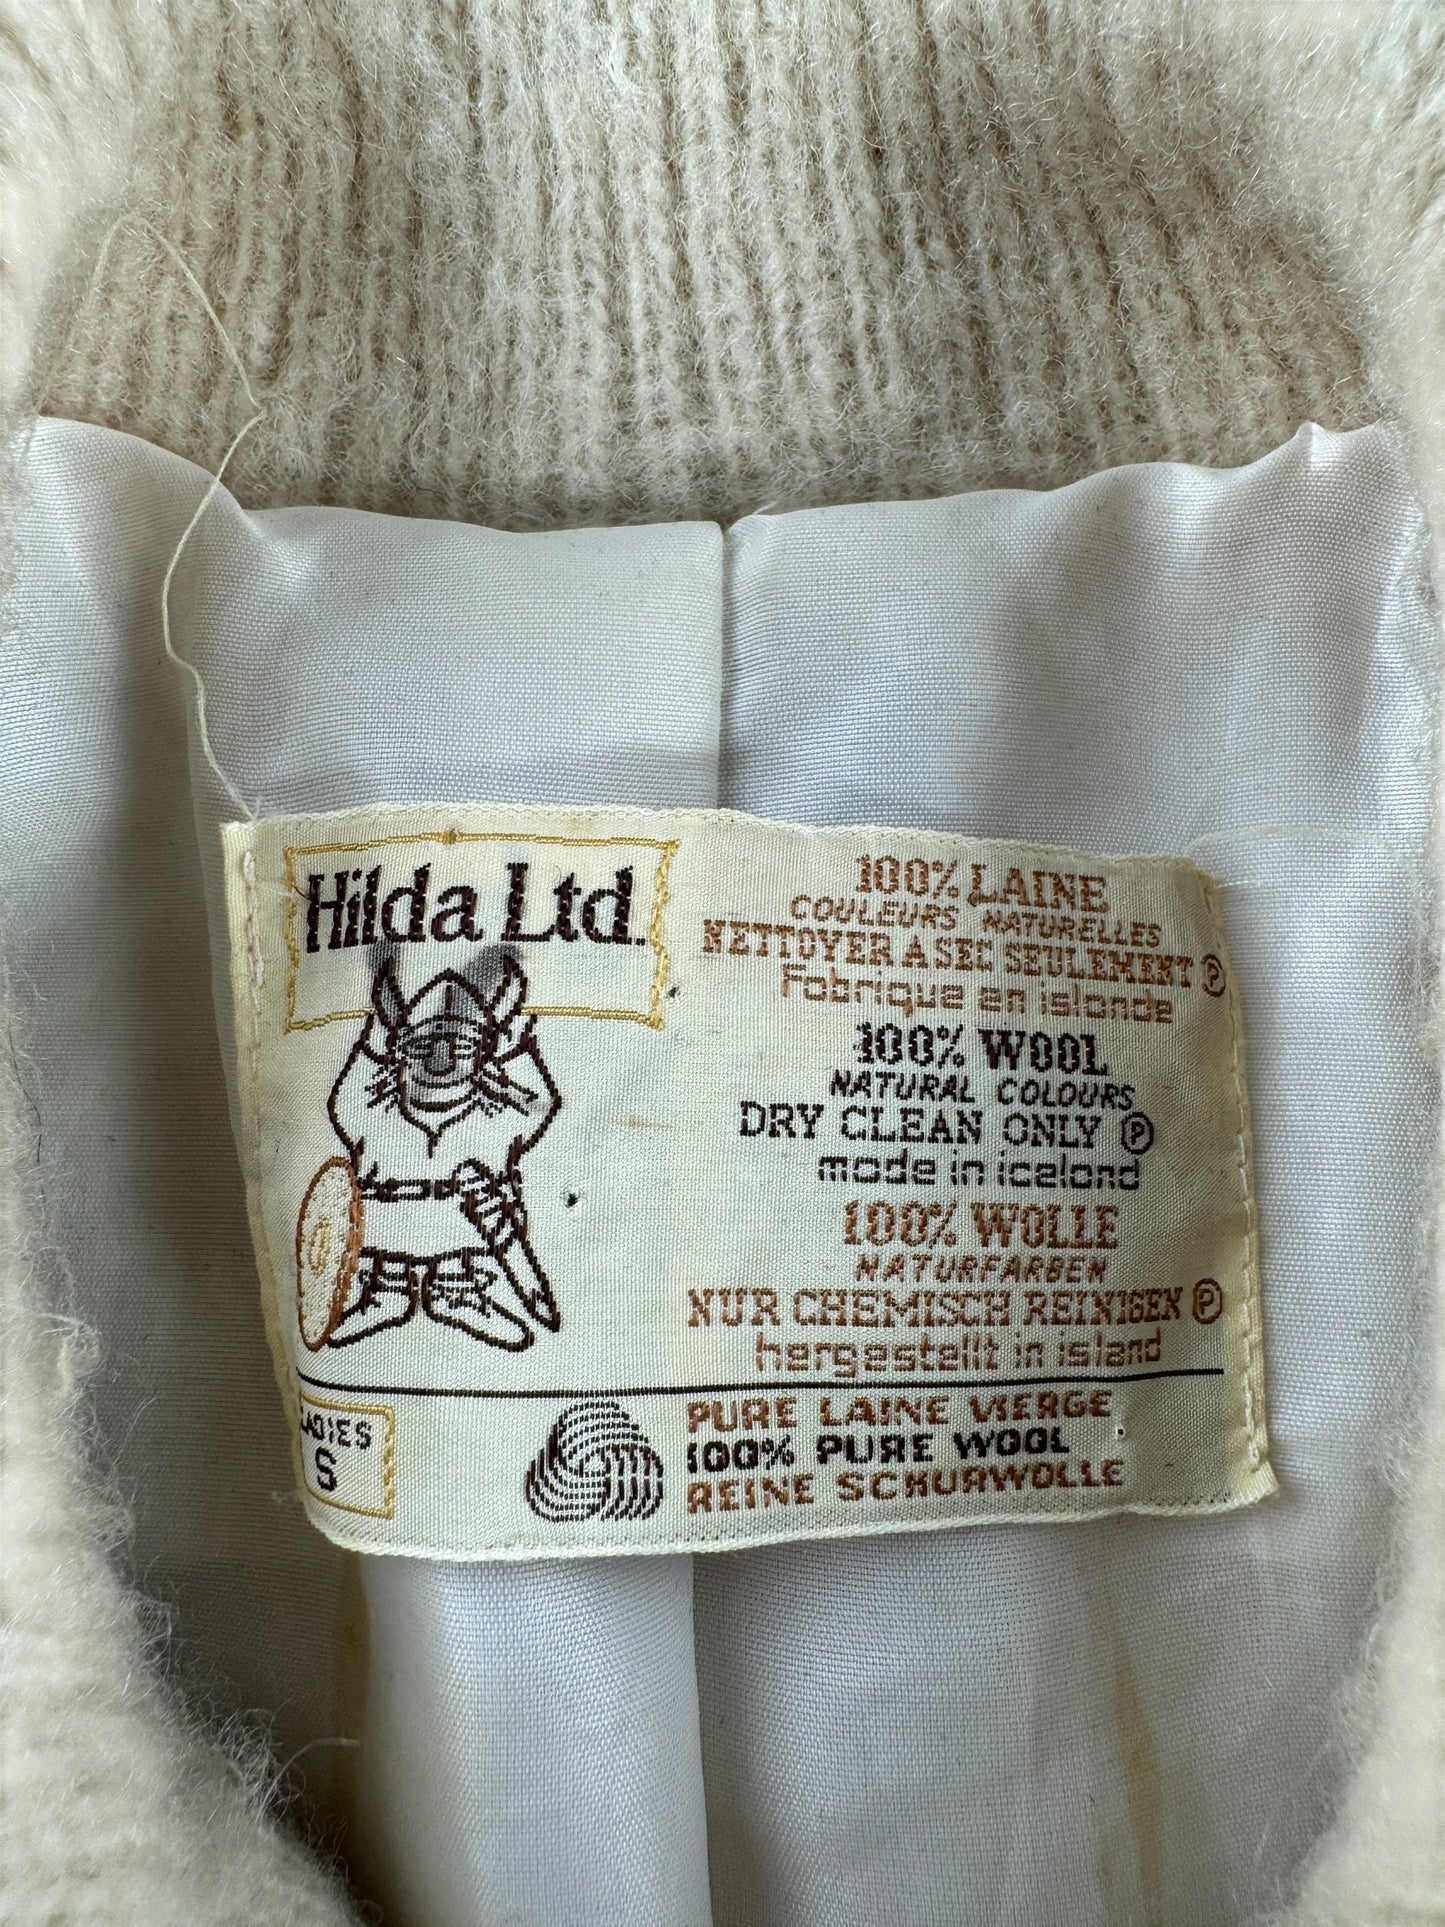 Hilda Ltd.
100% LAINE
COULEURS NATURELLES
NETTOYER A SEC SEULEMENT Ⓟ
Fabrique en islande
100% WOOL
NATURAL COLOURS
DRY CLEAN ONLY Ⓟ
made in iceland
100% WOLLE
NATURFARBEN
NUR CHEMISCH REINIGEN Ⓟ
hergestellt in island
LADIES
S
PURE LAINE VIERGE
100% PURE WOOL
REINE SCHURWOLLE